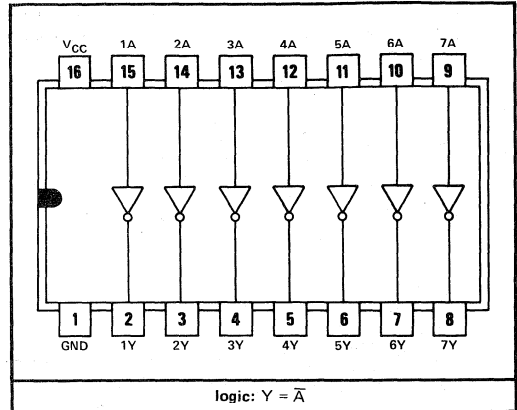 VCC 1A 2A 3A 4A 5A 6A 7A
16 15 14 13 12 11 10 9
1 2 3 4 5 6 7 8
GND 1Y 2Y 3Y 4Y 5Y 6Y 7Y
logic: Y = A̅